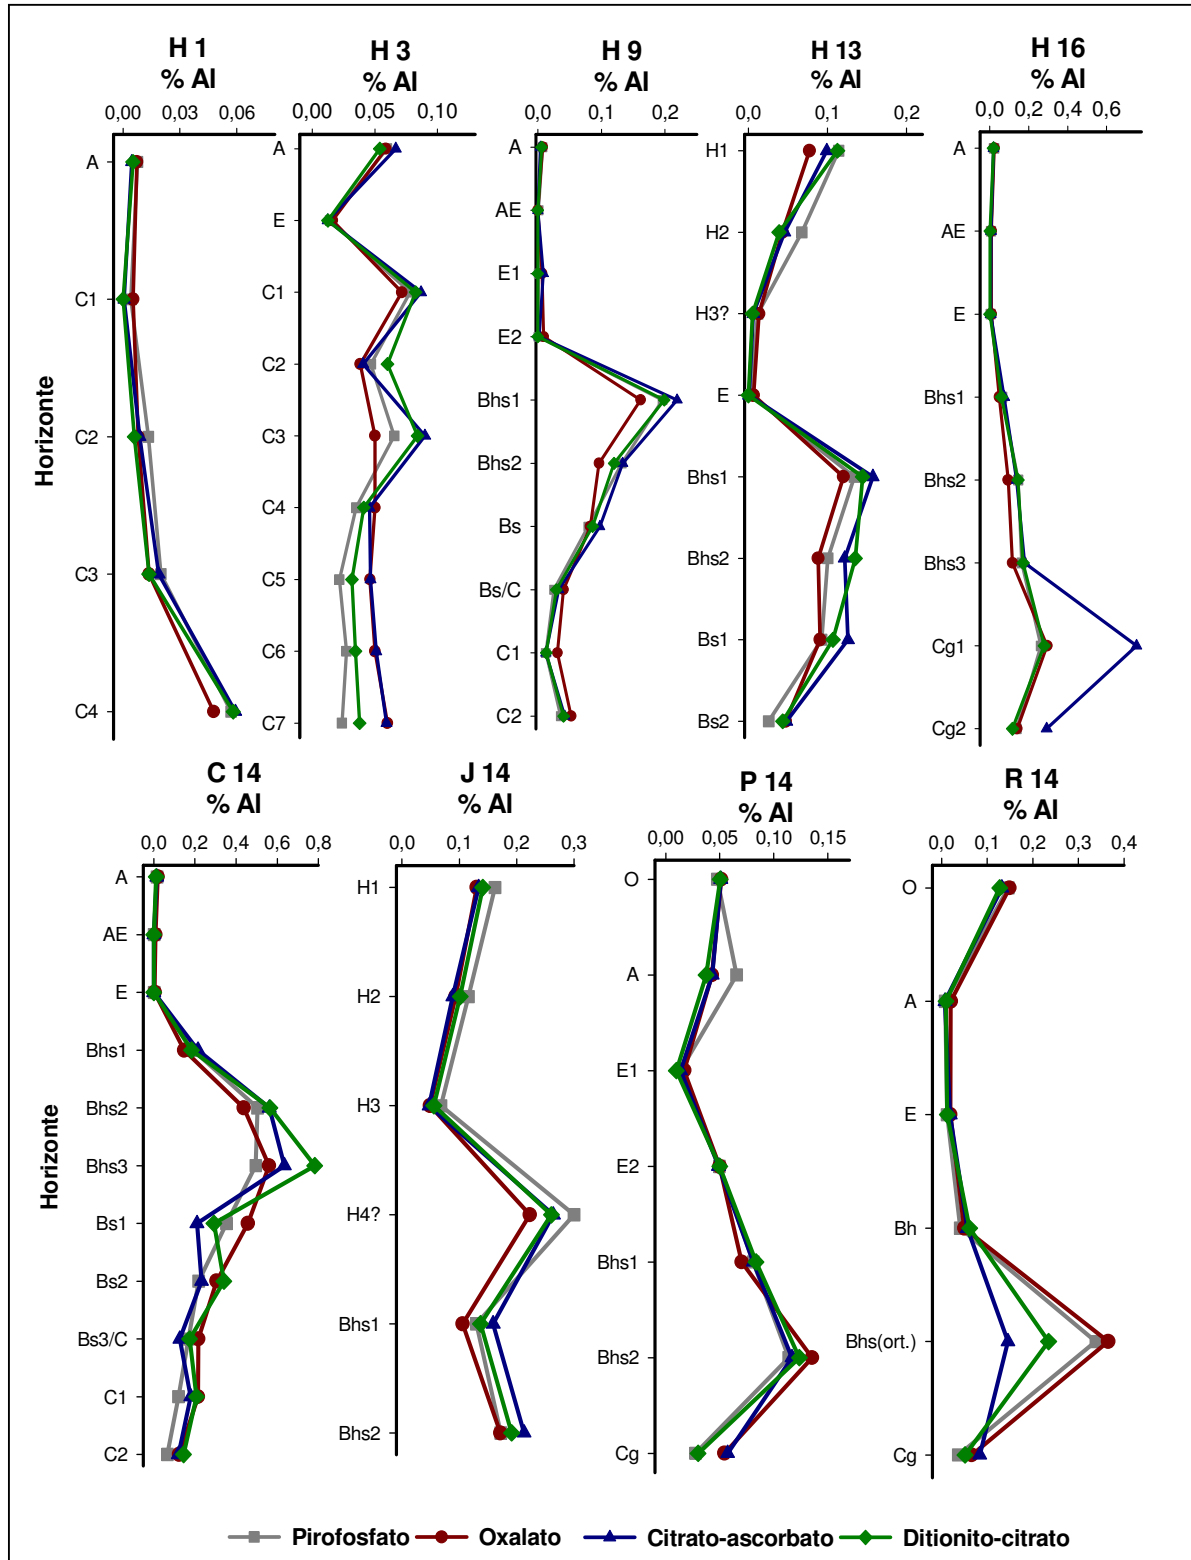 H 1
% Al
0,00 0,03 0,06
A
C1
C2
C3
C4
H 3
% Al
0,00 0,05 0,10
A
E
C1
C2
C3
C4
C5
C6
C7
H 9
% Al
0,0 0,1 0,2
A
AE
E1
E2
Bhs1
Bhs2
Bs
Bs/C
C1
C2
H 13
% Al
0,0 0,1 0,2
H1
H2
H3?
E
Bhs1
Bhs2
Bs1
Bs2
H 16
% Al
0,0 0,2 0,4 0,6
A
AE
E
Bhs1
Bhs2
Bhs3
Cg1
Cg2
Horizonte
C 14
% Al
0,0 0,2 0,4 0,6 0,8
A
AE
E
Bhs1
Bhs2
Bhs3
Bs1
Bs2
Bs3/C
C1
C2
J 14
% Al
0,0 0,1 0,2 0,3
H1
H2
H3
H4?
Bhs1
Bhs2
P 14
% Al
0,00 0,05 0,10 0,15
O
A
E1
E2
Bhs1
Bhs2
Cg
R 14
% Al
0,0 0,1 0,2 0,3 0,4
O
A
E
Bh
Bhs(ort.)
Cg
Horizonte
Pirofosfato Oxalato Citrato-ascorbato Ditionito-citrato